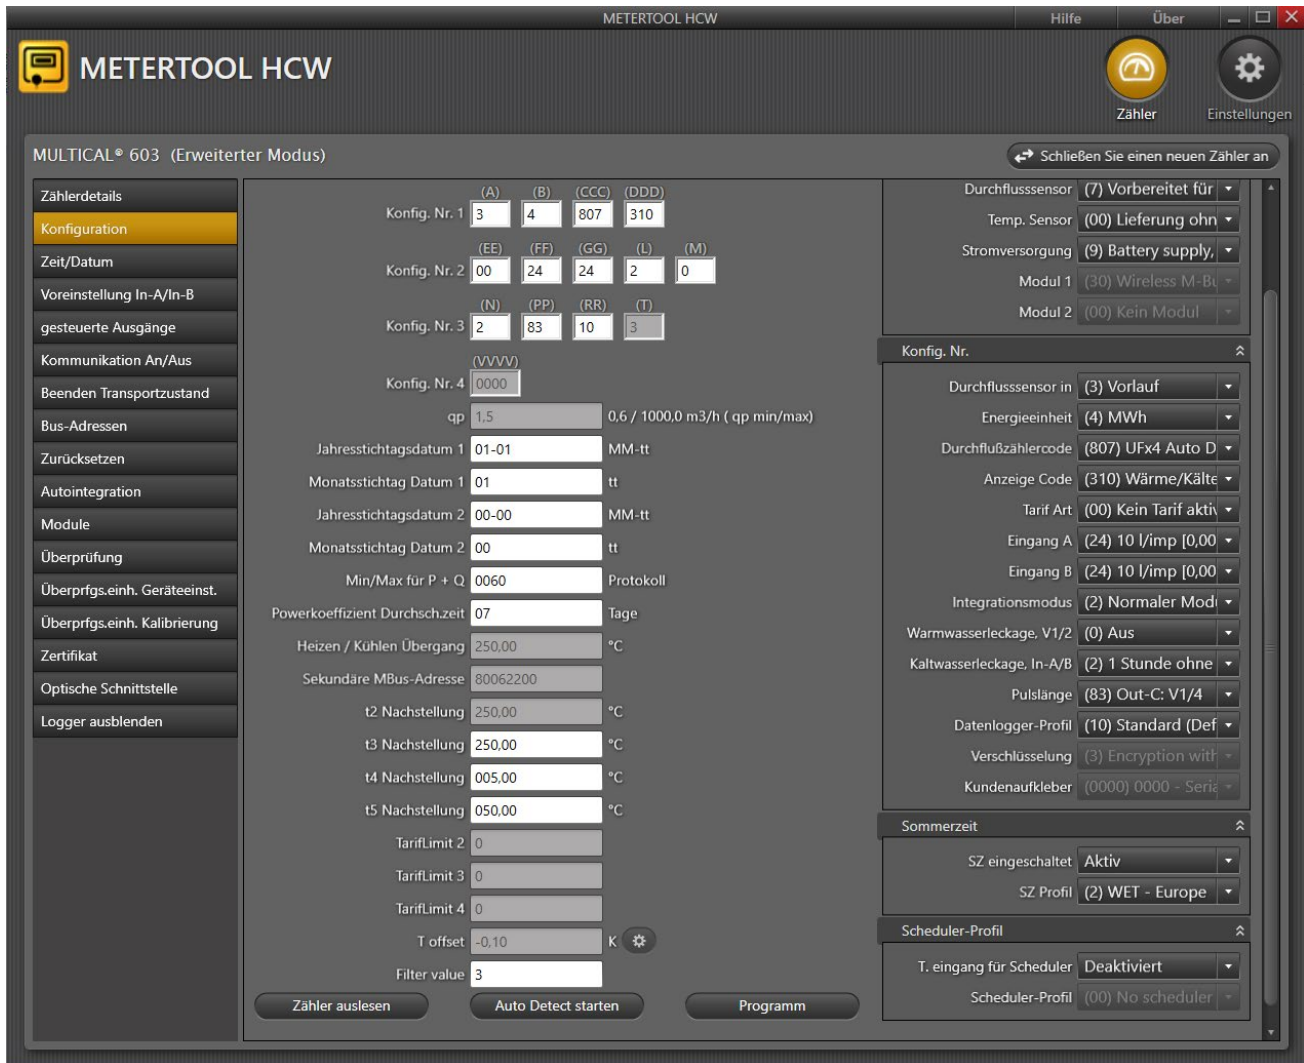 METERTOOL HCW
Hilfe
Über
METERTOOL HCW
Zähler
Einstellungen
MULTICAL® 603 (Erweiterter Modus)
Schließen Sie einen neuen Zähler an
Zählerdetails
Konfiguration
Zeit/Datum
Voreinstellung In-A/In-B
gesteuerte Ausgänge
Kommunikation An/Aus
Beenden Transportzustand
Bus-Adressen
Zurücksetzen
Autointegration
Module
Überprüfung
Überprfgs.einh. Geräteeinst.
Überprfgs.einh. Kalibrierung
Zertifikat
Optische Schnittstelle
Logger ausblenden
(A) (B) (CCC) (DDD)
Konfig. Nr. 1 3 4 807 310
(EE) (FF) (GG) (L) (M)
Konfig. Nr. 2 00 24 24 2 0
(N) (PP) (RR) (T)
Konfig. Nr. 3 2 83 10 3
(VVVV)
Konfig. Nr. 4 0000
qp 1,5 0,6 / 1000,0 m3/h ( qp min/max)
Jahresstichtagsdatum 1 01-01 MM-tt
Monatsstichtag Datum 1 01 tt
Jahresstichtagsdatum 2 00-00 MM-tt
Monatsstichtag Datum 2 00 tt
Min/Max für P + Q 0060 Protokoll
Powerkoeffizient Durchsch.zeit 07 Tage
Heizen / Kühlen Übergang 250,00 °C
Sekundäre MBus-Adresse 80062200
t2 Nachstellung 250,00 °C
t3 Nachstellung 250,00 °C
t4 Nachstellung 005,00 °C
t5 Nachstellung 050,00 °C
TarifLimit 2 0
TarifLimit 3 0
TarifLimit 4 0
T offset -0,10 K
Filter value 3
Zähler auslesen
Auto Detect starten
Programm
Durchflusssensor (7) Vorbereitet für
Temp. Sensor (00) Lieferung ohn
Stromversorgung (9) Battery supply,
Modul 1 (30) Wireless M-Bu
Modul 2 (00) Kein Modul
Konfig. Nr.
Durchflusssensor in (3) Vorlauf
Energieeinheit (4) MWh
Durchflußzählercode (807) UFx4 Auto D
Anzeige Code (310) Wärme/Kälte
Tarif Art (00) Kein Tarif aktiv
Eingang A (24) 10 l/imp [0,00
Eingang B (24) 10 l/imp [0,00
Integrationsmodus (2) Normaler Modu
Warmwasserleckage, V1/2 (0) Aus
Kaltwasserleckage, In-A/B (2) 1 Stunde ohne
Pulslänge (83) Out-C: V1/4
Datenlogger-Profil (10) Standard (Def
Verschlüsselung (3) Encryption with
Kundenaufkleber (0000) 0000 - Seria
Sommerzeit
SZ eingeschaltet Aktiv
SZ Profil (2) WET - Europe
Scheduler-Profil
T. eingang für Scheduler Deaktiviert
Scheduler-Profil (00) No scheduler